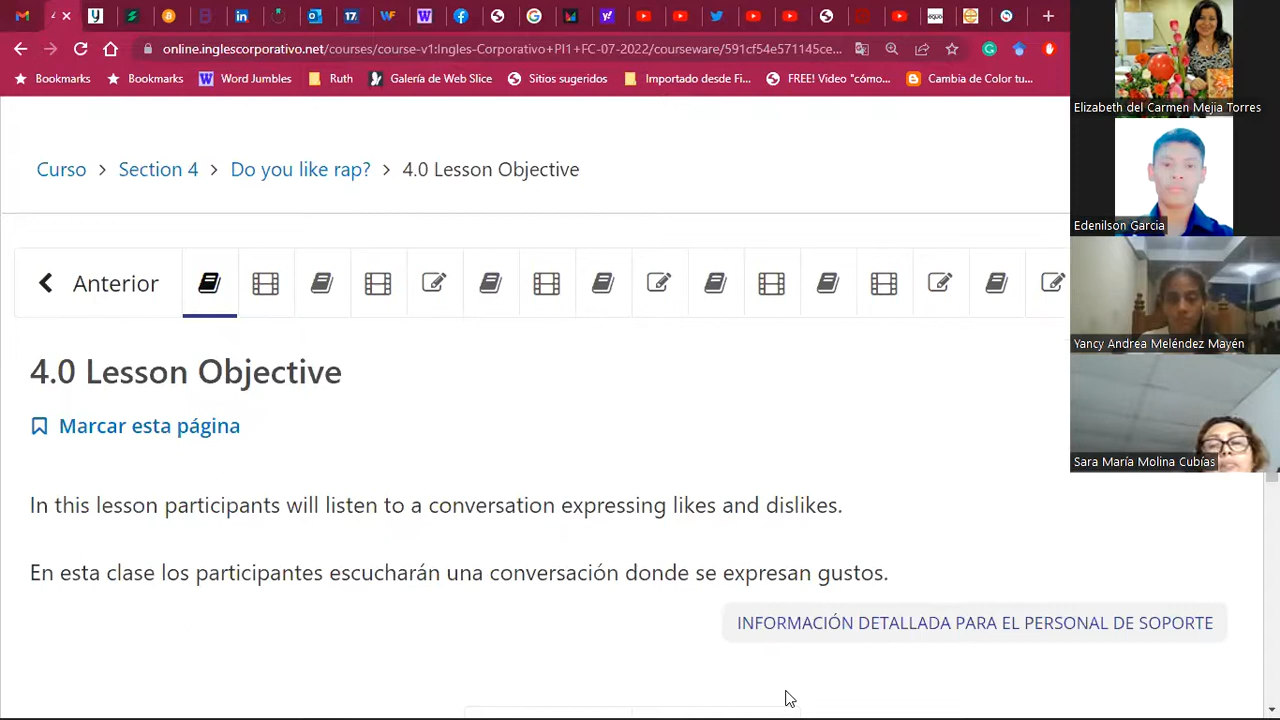 online.inglescorporativo.net/courses/course-v1:Ingles-Corporativo+PI1+FC-07-2022/courseware/591cf54e571145ce...
Bookmarks
Bookmarks
Word Jumbles
Ruth
Galería de Web Slice
Sitios sugeridos
Importado desde Fi...
FREE! Video "cómo...
Cambia de Color tu...
Curso > Section 4 > Do you like rap? > 4.0 Lesson Objective
Anterior
4.0 Lesson Objective
Marcar esta página
In this lesson participants will listen to a conversation expressing likes and dislikes.
En esta clase los participantes escucharán una conversación donde se expresan gustos.
INFORMACIÓN DETALLADA PARA EL PERSONAL DE SOPORTE
Elizabeth del Carmen Mejia Torres
Edenilson Garcia
Yancy Andrea Meléndez Mayén
Sara María Molina Cubías